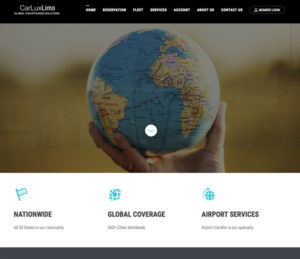 CarLuxLimo
GLOBAL CHAUFFEURED SOLUTIONS
HOME RESERVATION FLEET SERVICES ACCOUNT ABOUT US CONTACT US MEMBER LOGIN
NATIONWIDE GLOBAL COVERAGE AIRPORT SERVICES
All 50 States in our nationality 400+ Cities Worldwide Airport transfer is our specialty